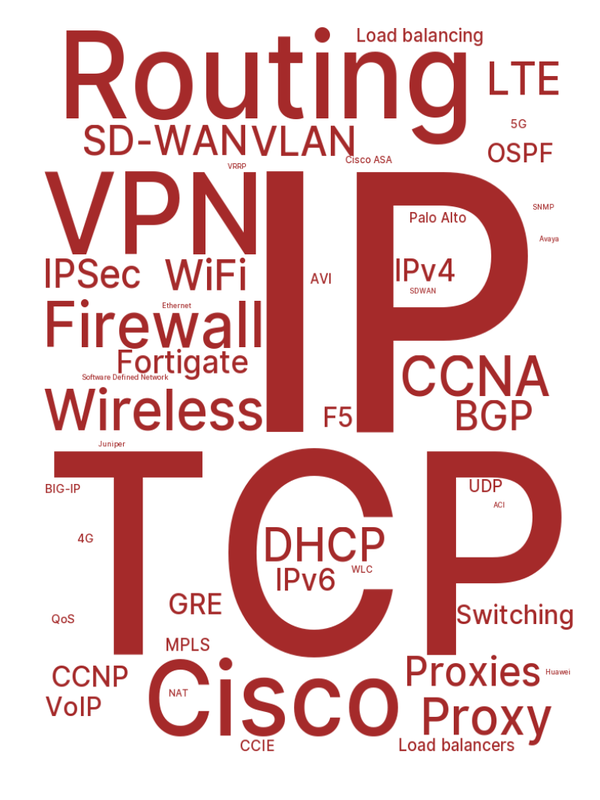 Routing
Load balancing
LTE
5G
SD-WAN
VLAN
OSPF
Cisco ASA
VRRP
VPN
IP
Palo Alto
SNMP
Avaya
IPSec
WiFi
AVI
IPv4
SDWAN
Ethernet
Firewall
Fortigate
Software Defined Network
CCNA
Wireless
F5
BGP
Juniper
TCP
BIG-IP
UDP
ACI
4G
DHCP
WLC
IPv6
GRE
QoS
Switching
MPLS
CCNP
Cisco
Proxies
Huawei
NAT
VoIP
Proxy
CCIE
Load balancers